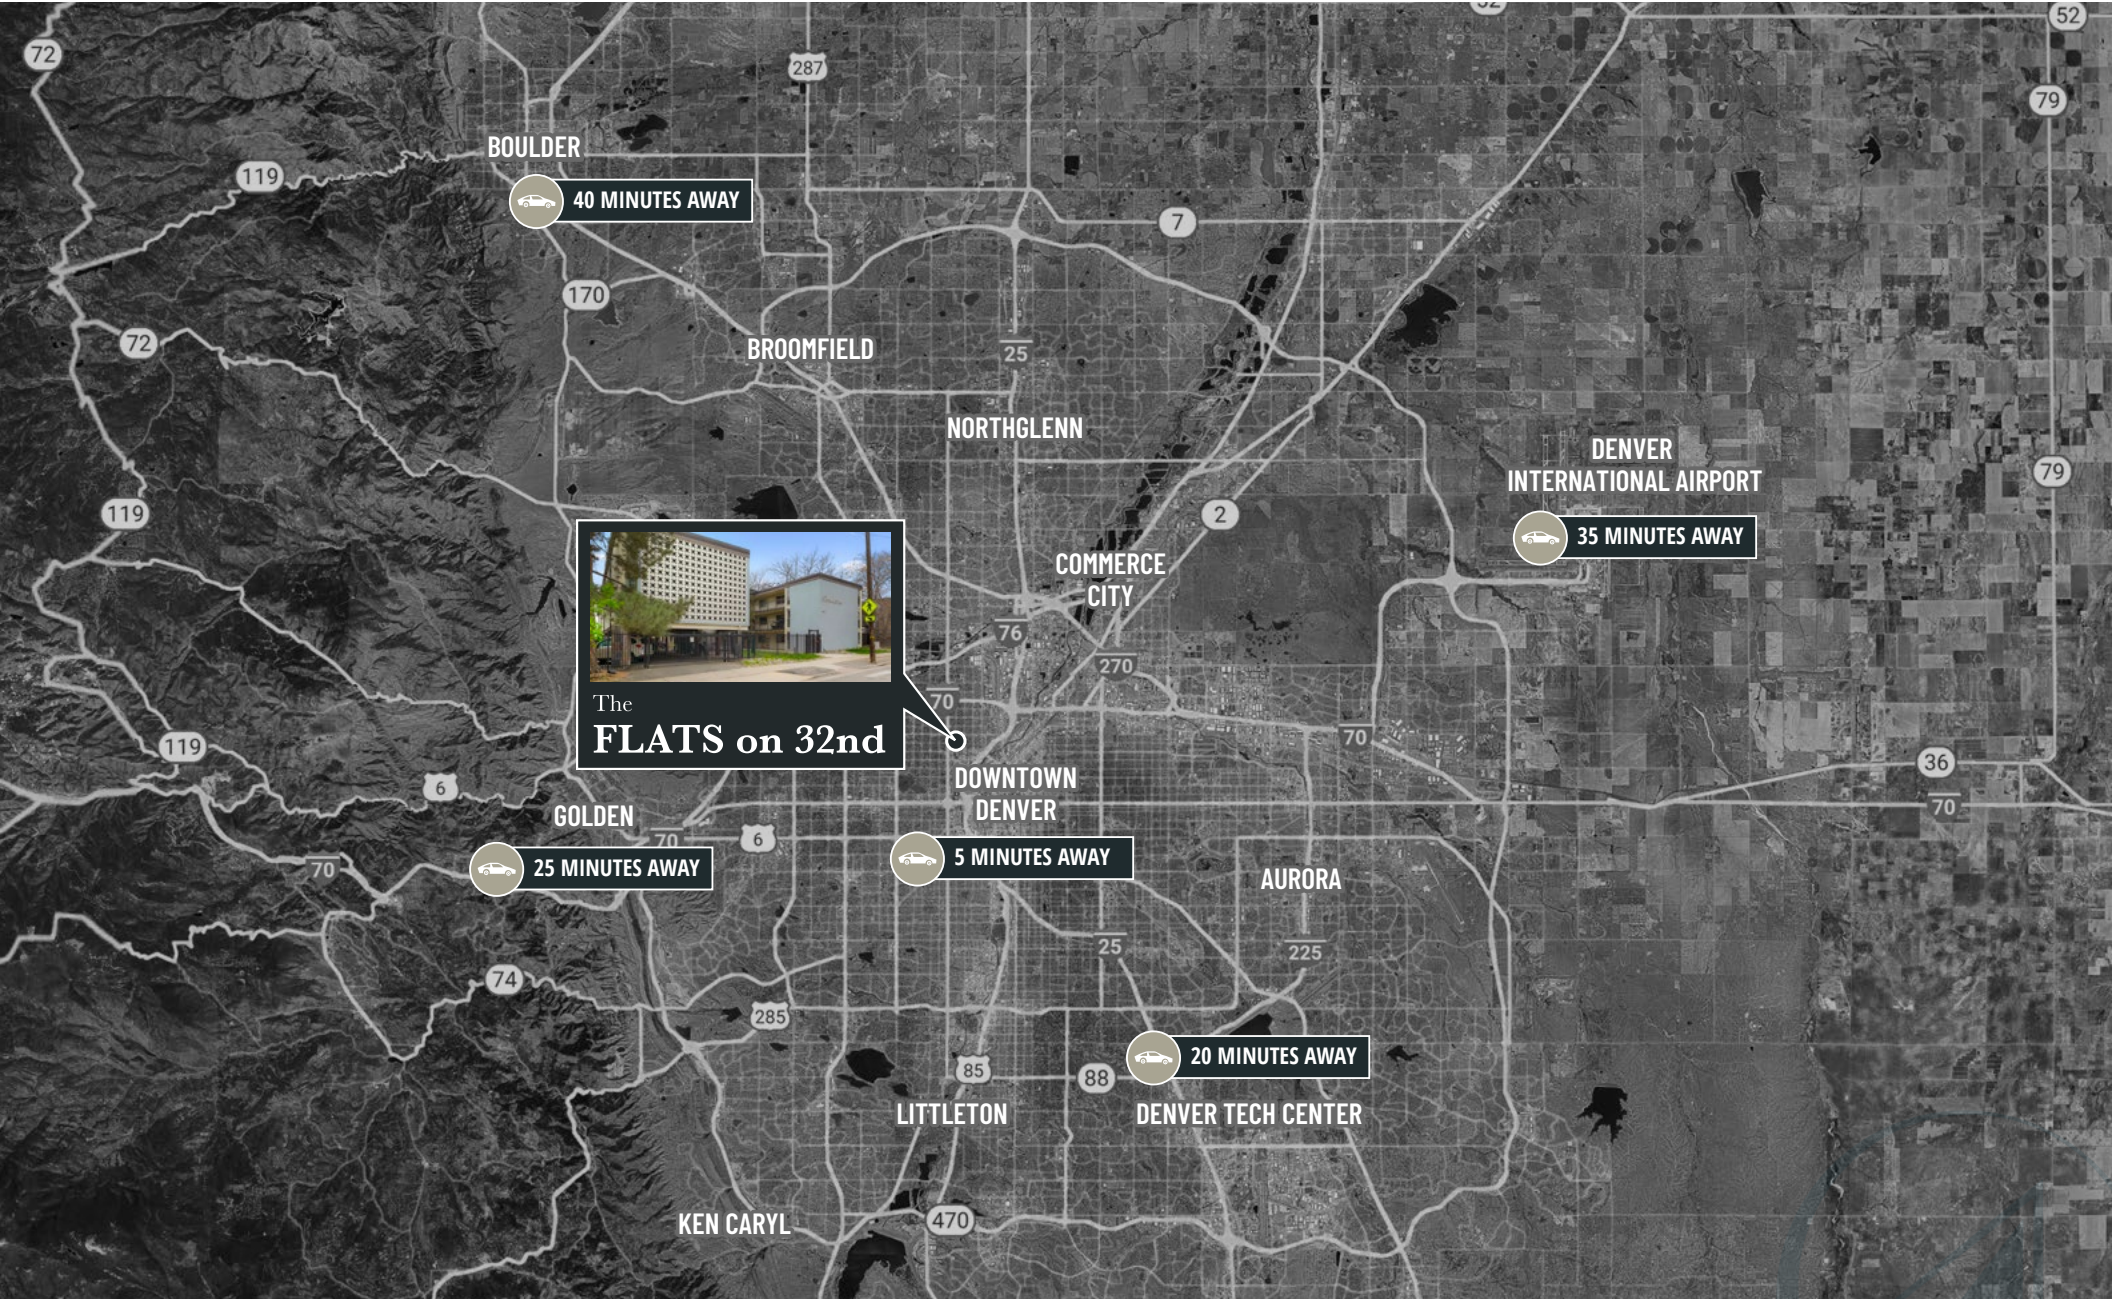 52
52
72
287
79
BOULDER
119
40 MINUTES AWAY
7
170
72
BROOMFIELD
25
NORTHGLENN
DENVER
INTERNATIONAL AIRPORT
79
119
2
35 MINUTES AWAY
COMMERCE
CITY
76
270
70
The
FLATS on 32nd
70
119
36
DOWNTOWN
DENVER
6
70
GOLDEN
70
6
5 MINUTES AWAY
70
25 MINUTES AWAY
AURORA
25
225
74
285
20 MINUTES AWAY
85
88
LITTLETON
DENVER TECH CENTER
KEN CARYL
470